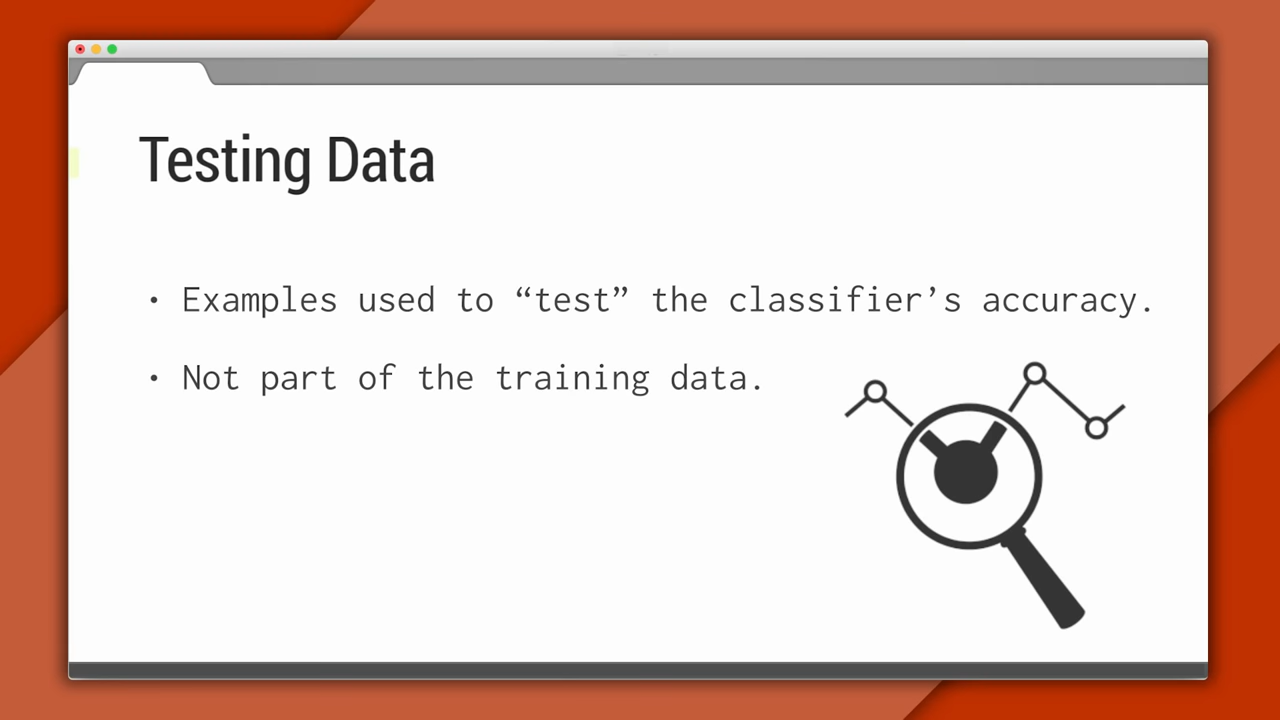 Testing Data
• Examples used to “test” the classifier’s accuracy.
• Not part of the training data.